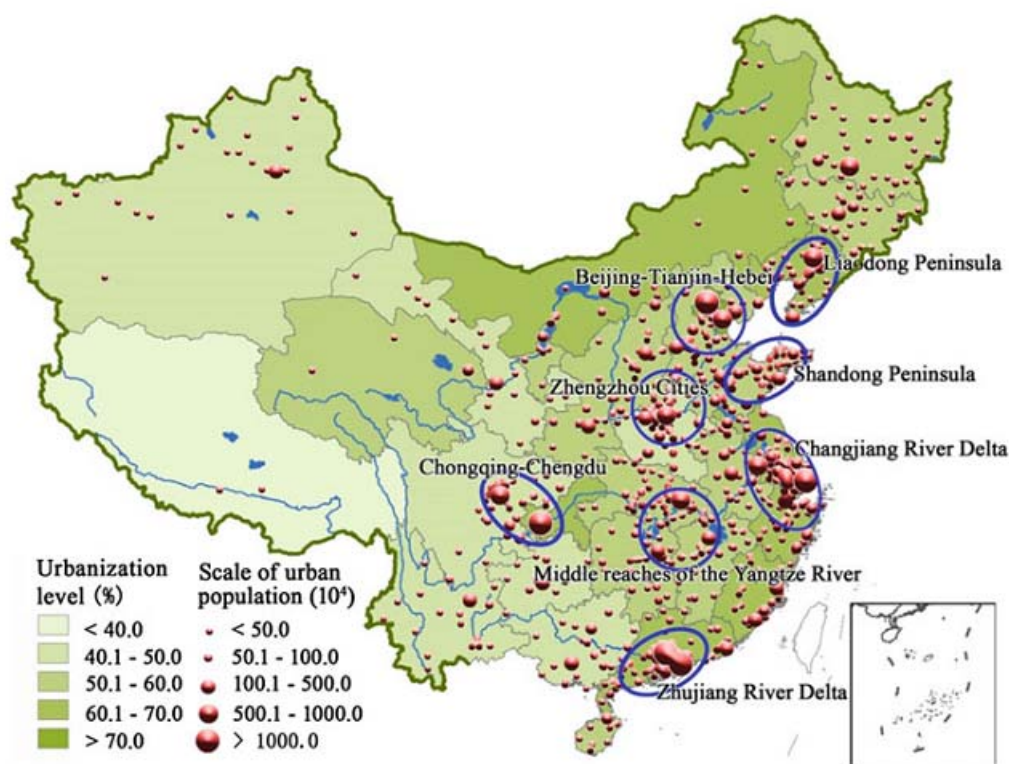 Beijing-Tianjin-Hebei
Liaodong Peninsula
Zhengzhou Cities
Shandong Peninsula
Chongqing-Chengdu
Changjiang River Delta
Middle reaches of the Yangtze River
Zhujiang River Delta
Urbanization
level (%)
< 40.0
40.1 - 50.0
50.1 - 60.0
60.1 - 70.0
> 70.0
Scale of urban
population (10⁴)
< 50.0
50.1 - 100.0
100.1 - 500.0
500.1 - 1000.0
> 1000.0